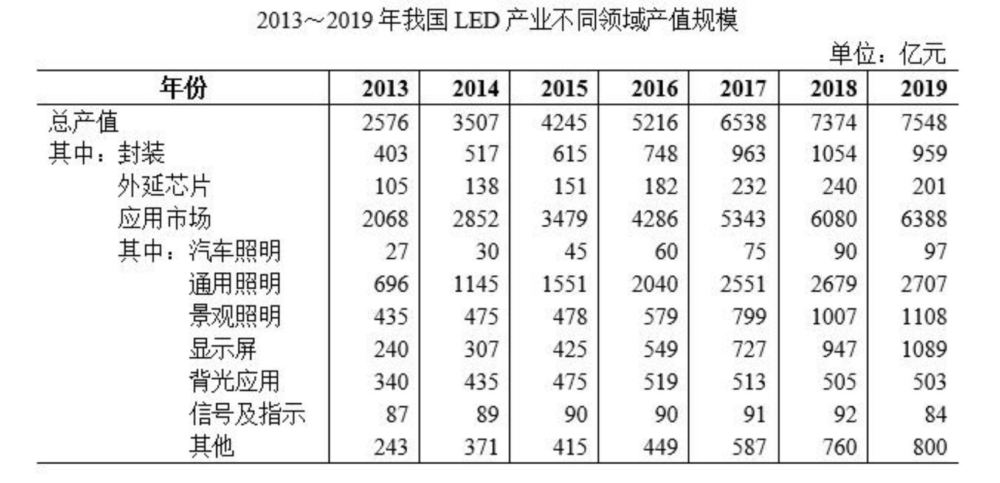 2013～2019 年我国 LED 产业不同领域产值规模
单位：亿元
年份 2013 2014 2015 2016 2017 2018 2019
总产值 2576 3507 4245 5216 6538 7374 7548
其中：封装 403 517 615 748 963 1054 959
外延芯片 105 138 151 182 232 240 201
应用市场 2068 2852 3479 4286 5343 6080 6388
其中：汽车照明 27 30 45 60 75 90 97
通用照明 696 1145 1551 2040 2551 2679 2707
景观照明 435 475 478 579 799 1007 1108
显示屏 240 307 425 549 727 947 1089
背光应用 340 435 475 519 513 505 503
信号及指示 87 89 90 90 91 92 84
其他 243 371 415 449 587 760 800